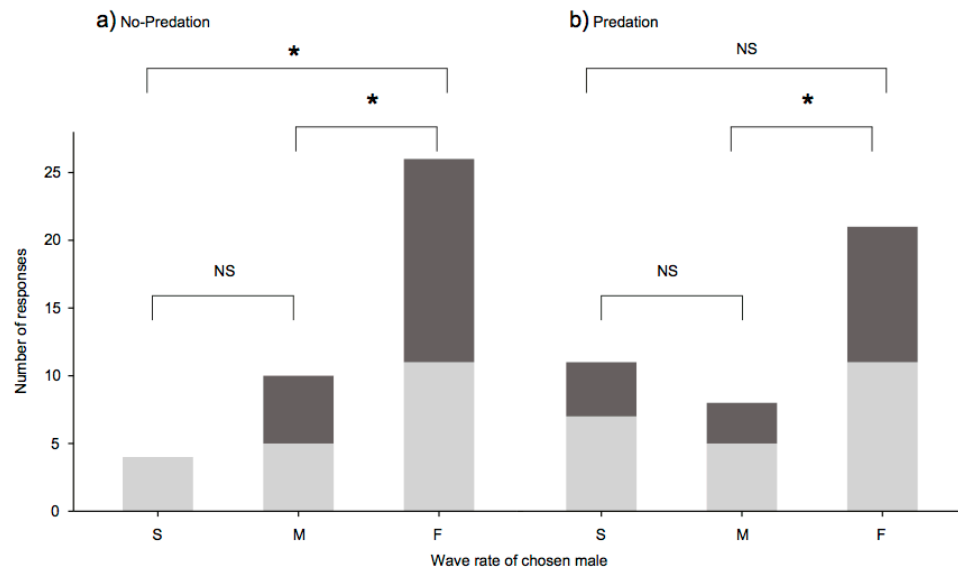 a) No-Predation
b) Predation
*
NS
*
*
NS
NS
25
20
15
10
5
0
Number of responses
S
M
F
S
M
F
Wave rate of chosen male